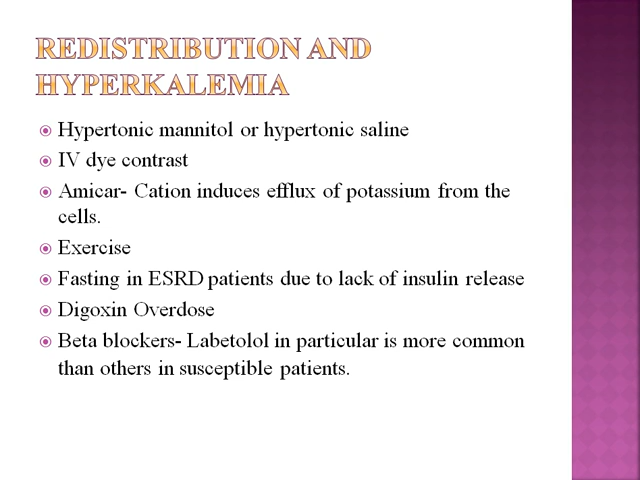 REDISTRIBUTION AND
HYPERKALEMIA
Hypertonic mannitol or hypertonic saline
IV dye contrast
Amicar- Cation induces efflux of potassium from the
cells.
Exercise
Fasting in ESRD patients due to lack of insulin release
Digoxin Overdose
Beta blockers- Labetolol in particular is more common
than others in susceptible patients.